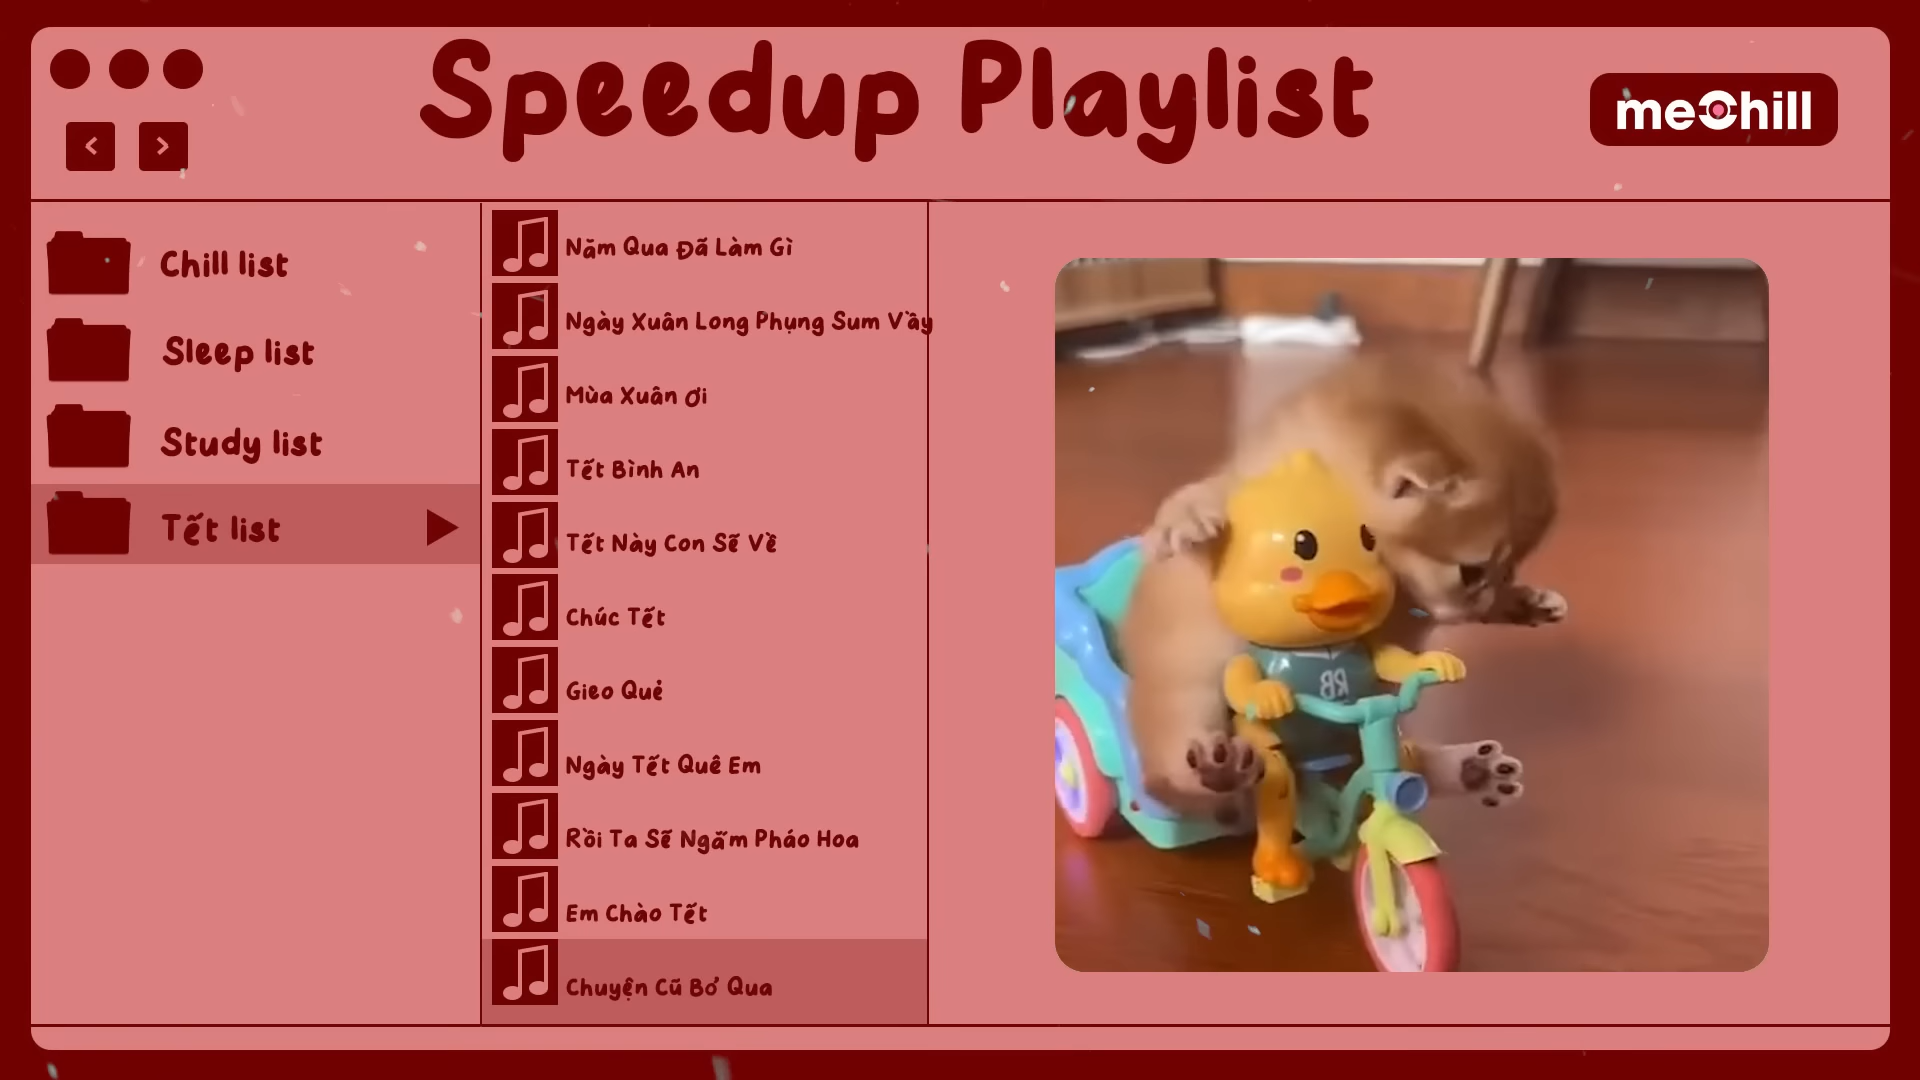 Speedup Playlist
meChill
Chill list
Sleep list
Study list
Tết list
Năm Qua Đã Làm Gì
Ngày Xuân Long Phụng Sum Vầy
Mùa Xuân ơi
Tết Bình An
Tết Này Con Sẽ Về
Chúc Tết
Gieo Quẻ
Ngày Tết Quê Em
Rồi Ta Sẽ Ngắm Pháo Hoa
Em Chào Tết
Chuyện Cũ Bỏ Qua
RB